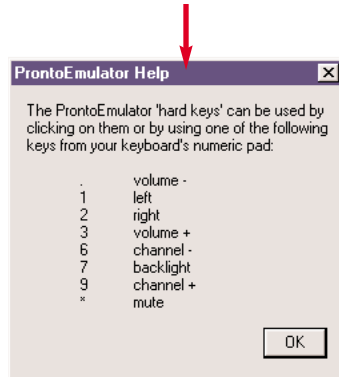 ProntoEmulator Help
The ProntoEmulator 'hard keys' can be used by
clicking on them or by using one of the following
keys from your keyboard's numeric pad:
. volume -
1 left
2 right
3 volume +
6 channel -
7 backlight
9 channel +
* mute
OK